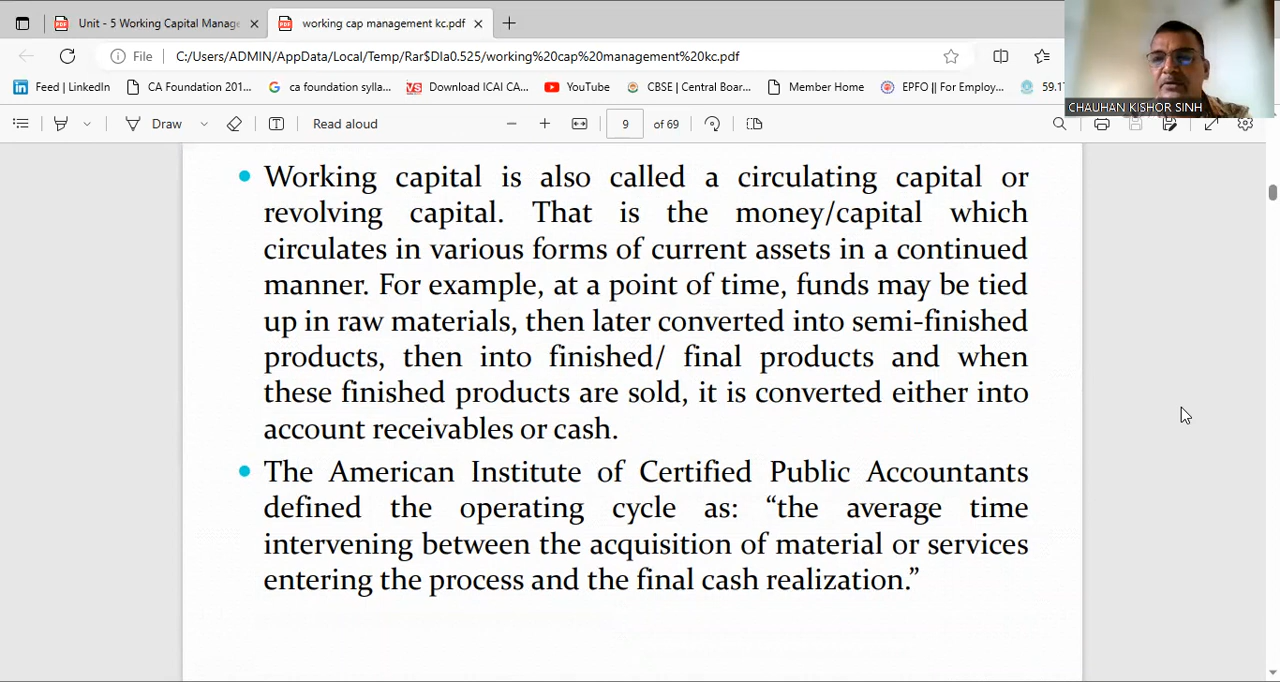 Unit - 5 Working Capital Manag
working cap management kc.pdf
File
C:/Users/ADMIN/AppData/Local/Temp/Rar$DIa0.525/working%20cap%20management%20kc.pdf
Feed | LinkedIn
CA Foundation 201...
ca foundation sylla...
Download ICAI CA...
YouTube
CBSE | Central Boar...
Member Home
EPFO || For Employ...
59.1
CHAUHAN KISHOR SINH
Draw
Read aloud
9
of 69
Working capital is also called a circulating capital or
revolving capital. That is the money/capital which
circulates in various forms of current assets in a continued
manner. For example, at a point of time, funds may be tied
up in raw materials, then later converted into semi-finished
products, then into finished/ final products and when
these finished products are sold, it is converted either into
account receivables or cash.
The American Institute of Certified Public Accountants
defined the operating cycle as: “the average time
intervening between the acquisition of material or services
entering the process and the final cash realization.”